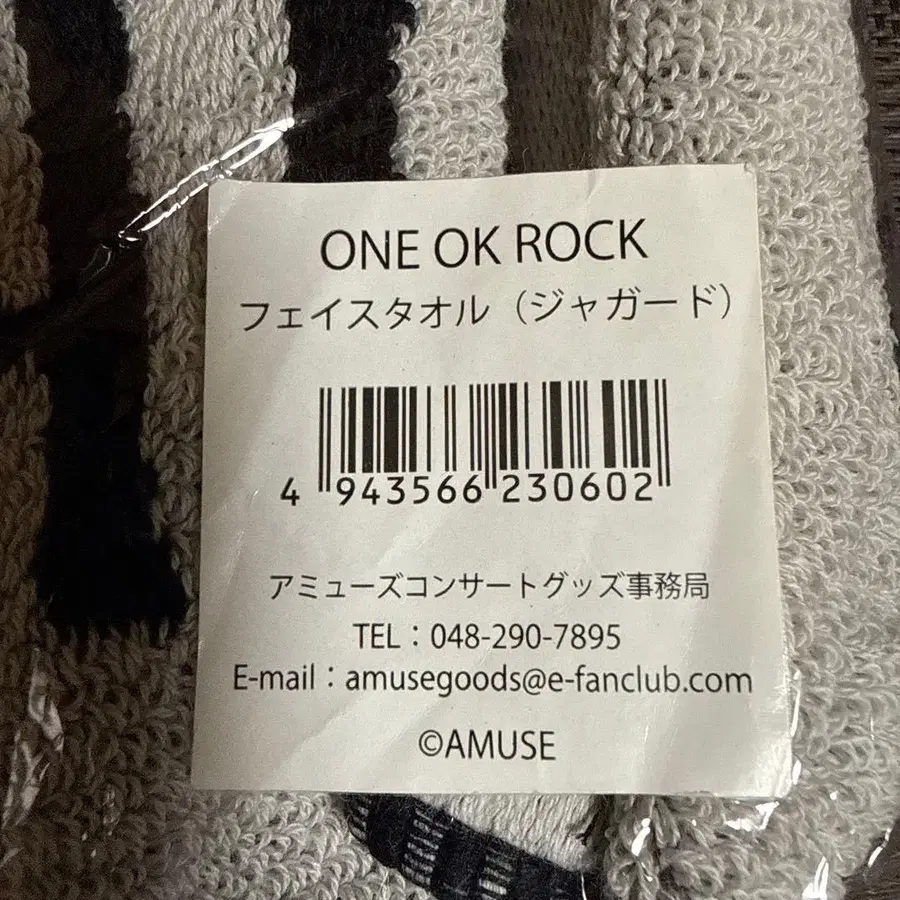 ONE OK ROCK
フェイスタオル（ジャガード）
4 943566 230602
アミューズコンサートグッズ事務局
TEL：048-290-7895
E-mail：amusegoods@e-fanclub.com
©AMUSE